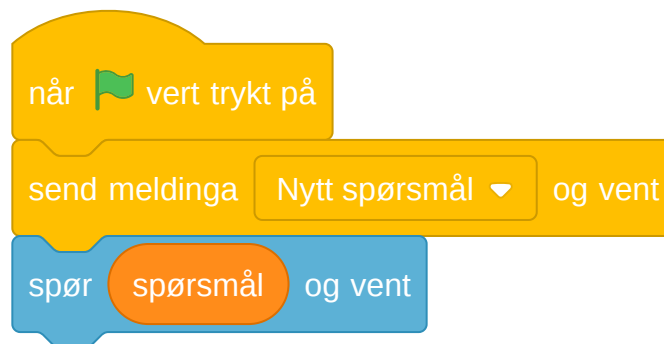 når vert trykt på
send meldinga Nytt spørsmål og vent
spør spørsmål og vent